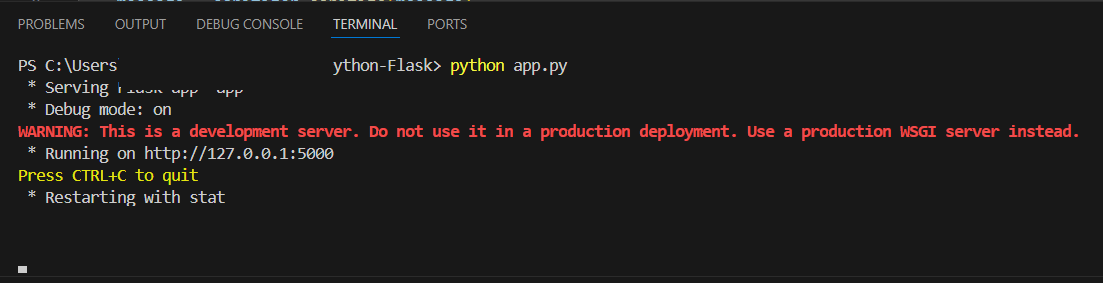 PROBLEMS OUTPUT DEBUG CONSOLE TERMINAL PORTS
PS C:\Users ython-Flask> python app.py
* Serving Flask app 'app'
* Debug mode: on
WARNING: This is a development server. Do not use it in a production deployment. Use a production WSGI server instead.
* Running on http://127.0.0.1:5000
Press CTRL+C to quit
* Restarting with stat